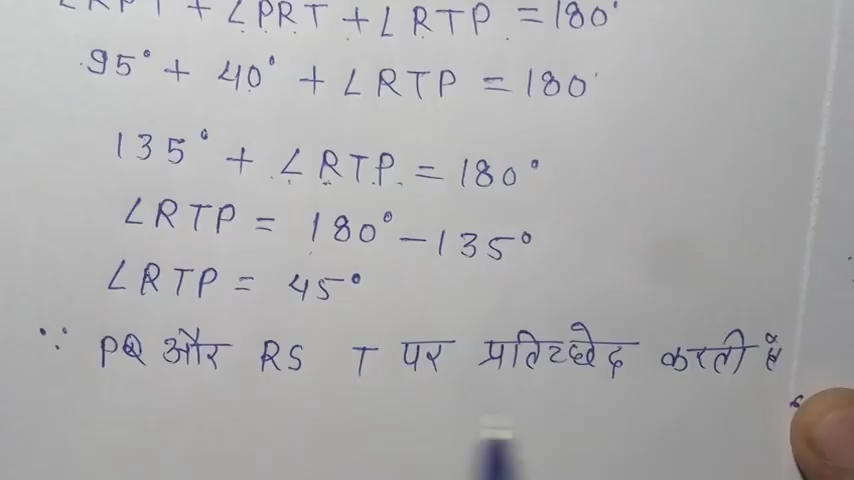 ∠RPT + ∠PRT + ∠RTP = 180°
95° + 40° + ∠RTP = 180°
135° + ∠RTP = 180°
∠RTP = 180° - 135°
∠RTP = 45°
∵ PQ और RS T पर प्रतिच्छेद करती हैं